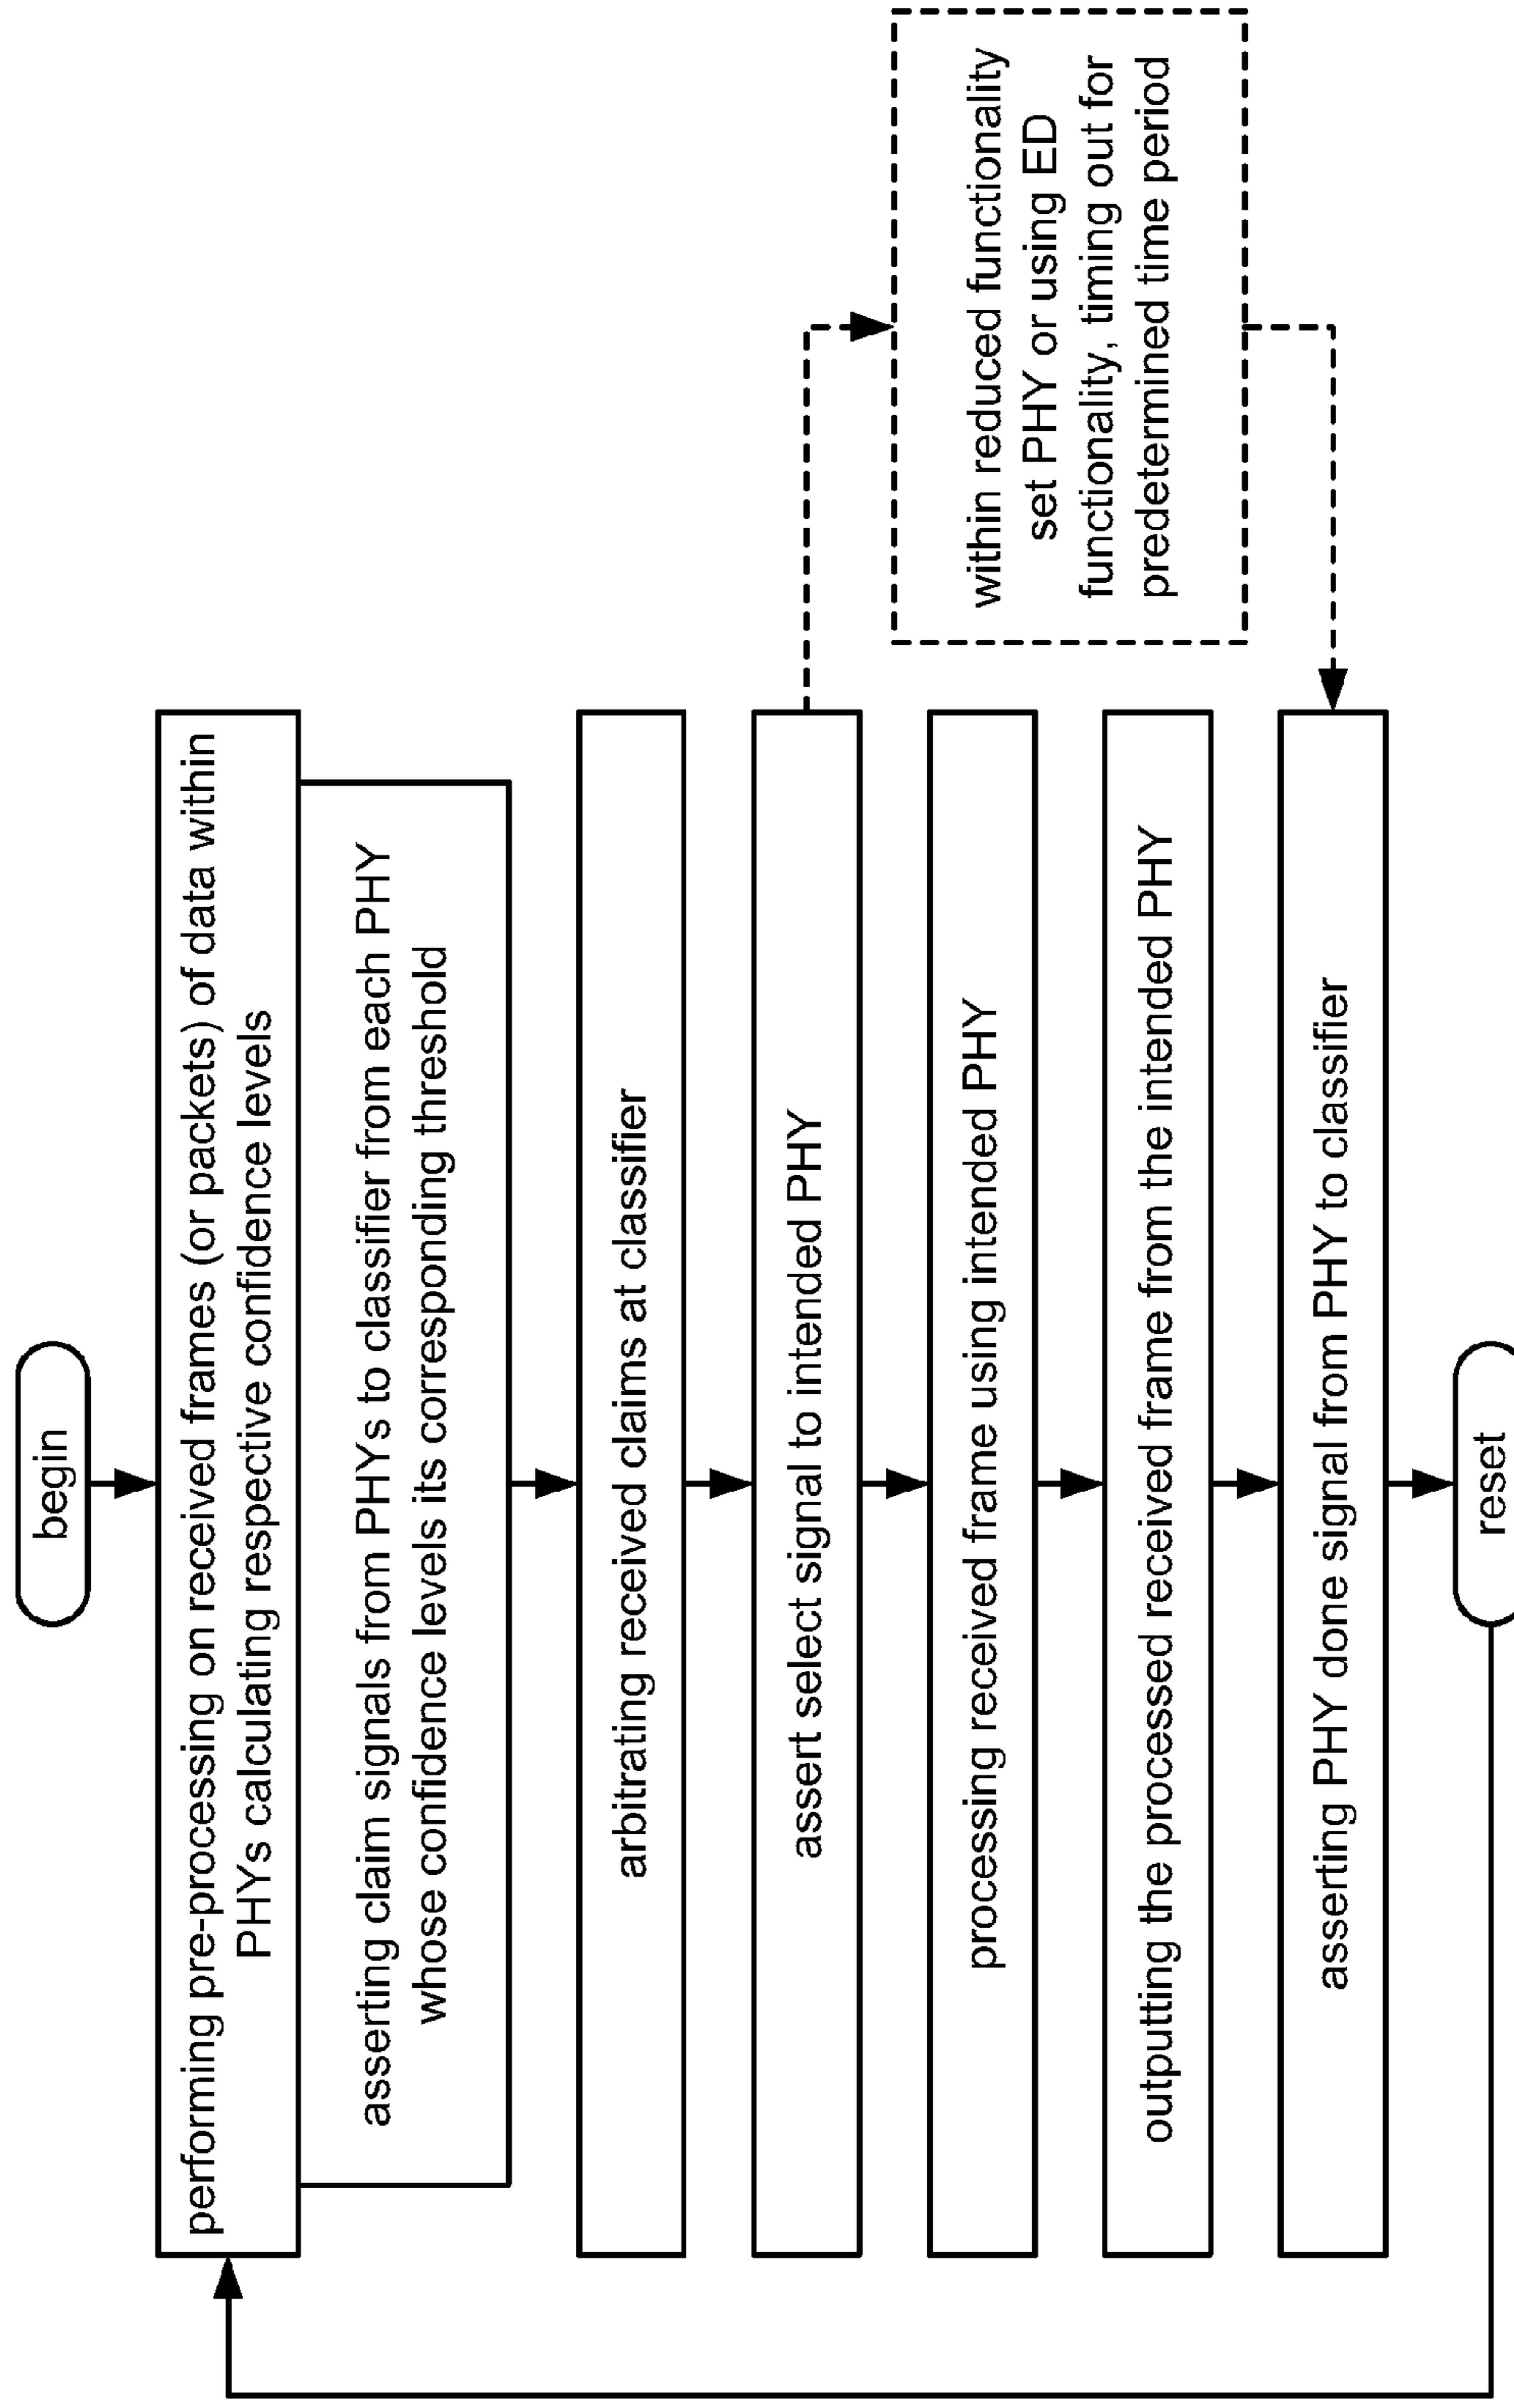 begin
performing pre-processing on received frames (or packets) of data within
PHYs calculating respective confidence levels
asserting claim signals from PHYs to classifier from each PHY
whose confidence levels its corresponding threshold
arbitrating received claims at classifier
assert select signal to intended PHY
within reduced functionality
set PHY or using ED
functionality, timing out for
predetermined time period
processing received frame using intended PHY
outputting the processed received frame from the intended PHY
asserting PHY done signal from PHY to classifier
reset